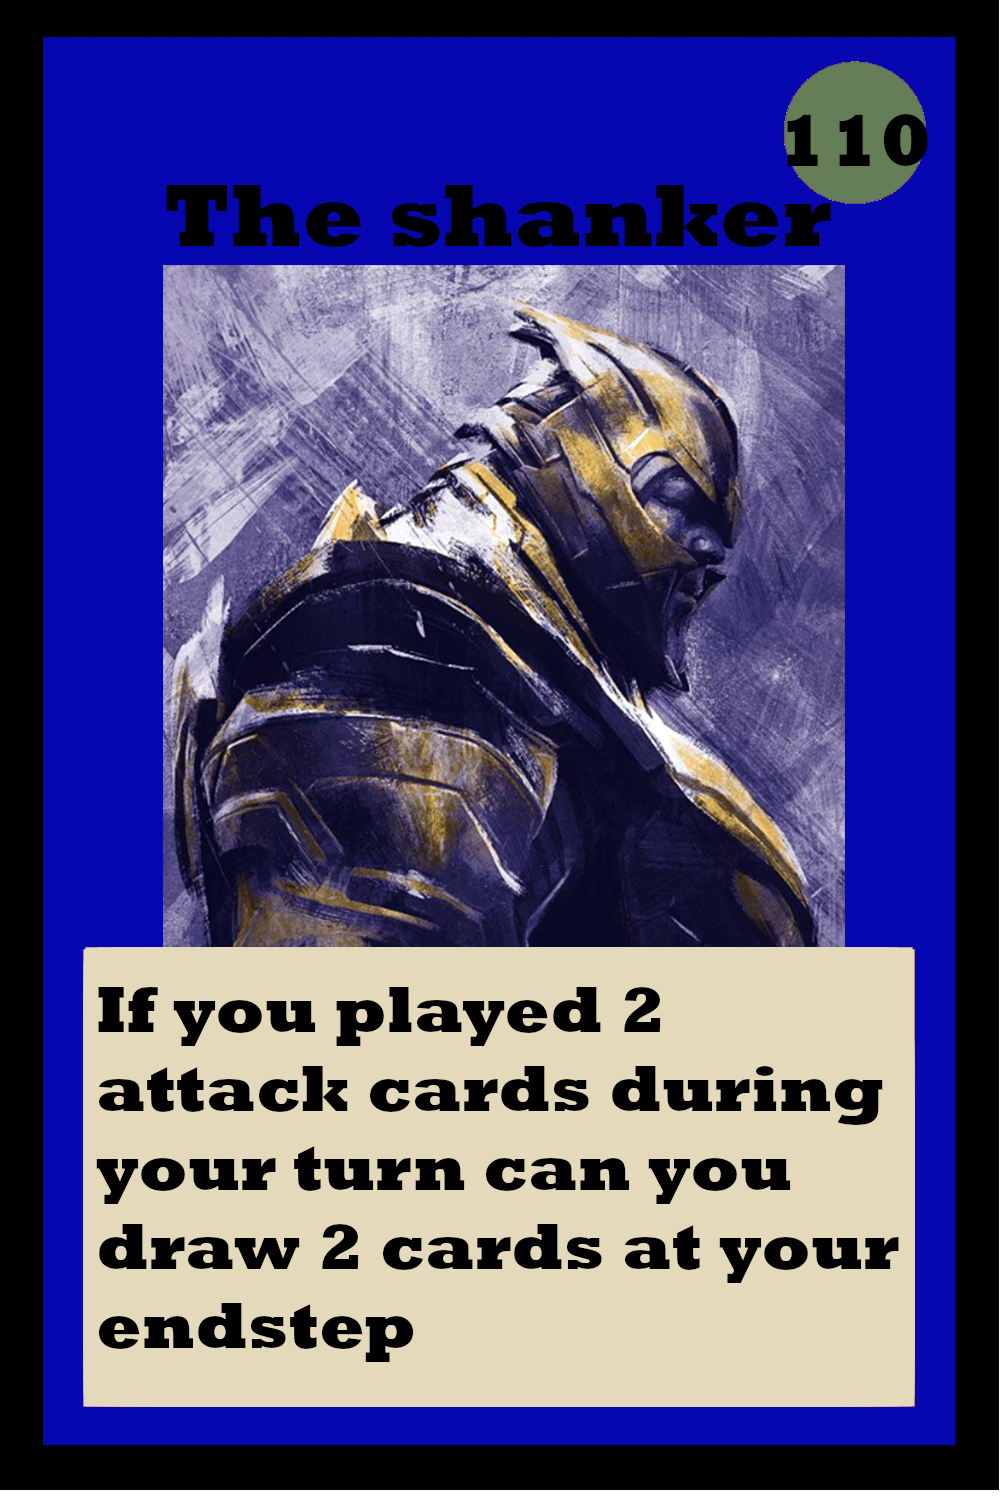 110
The shanker
If you played 2
attack cards during
your turn can you
draw 2 cards at your
endstep